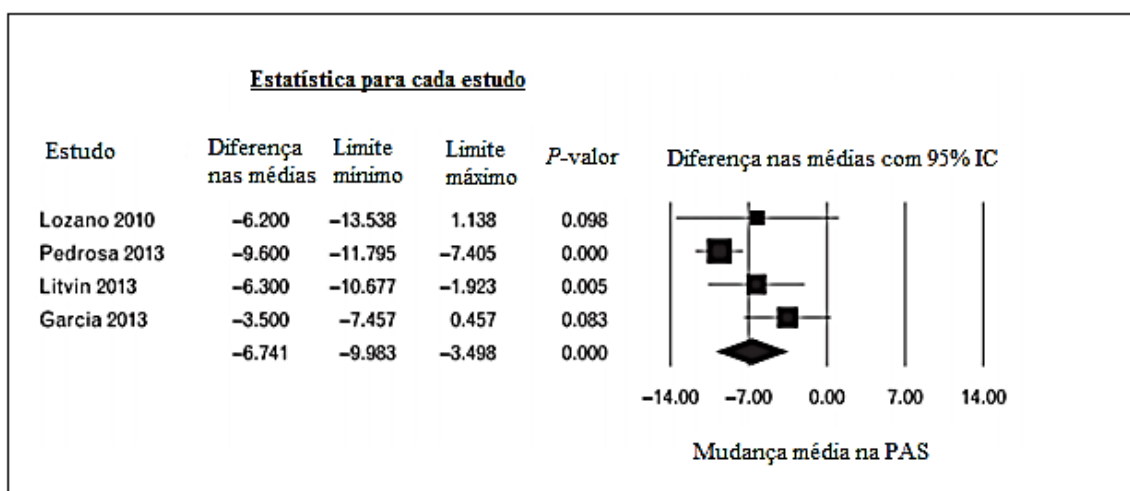 Estatística para cada estudo
Estudo Diferença nas médias Limite mínimo Limite máximo P-valor Diferença nas médias com 95% IC
Lozano 2010 −6.200 −13.538 1.138 0.098
Pedrosa 2013 −9.600 −11.795 −7.405 0.000
Litvin 2013 −6.300 −10.677 −1.923 0.005
Garcia 2013 −3.500 −7.457 0.457 0.083
−6.741 −9.983 −3.498 0.000
−14.00 −7.00 0.00 7.00 14.00
Mudança média na PAS